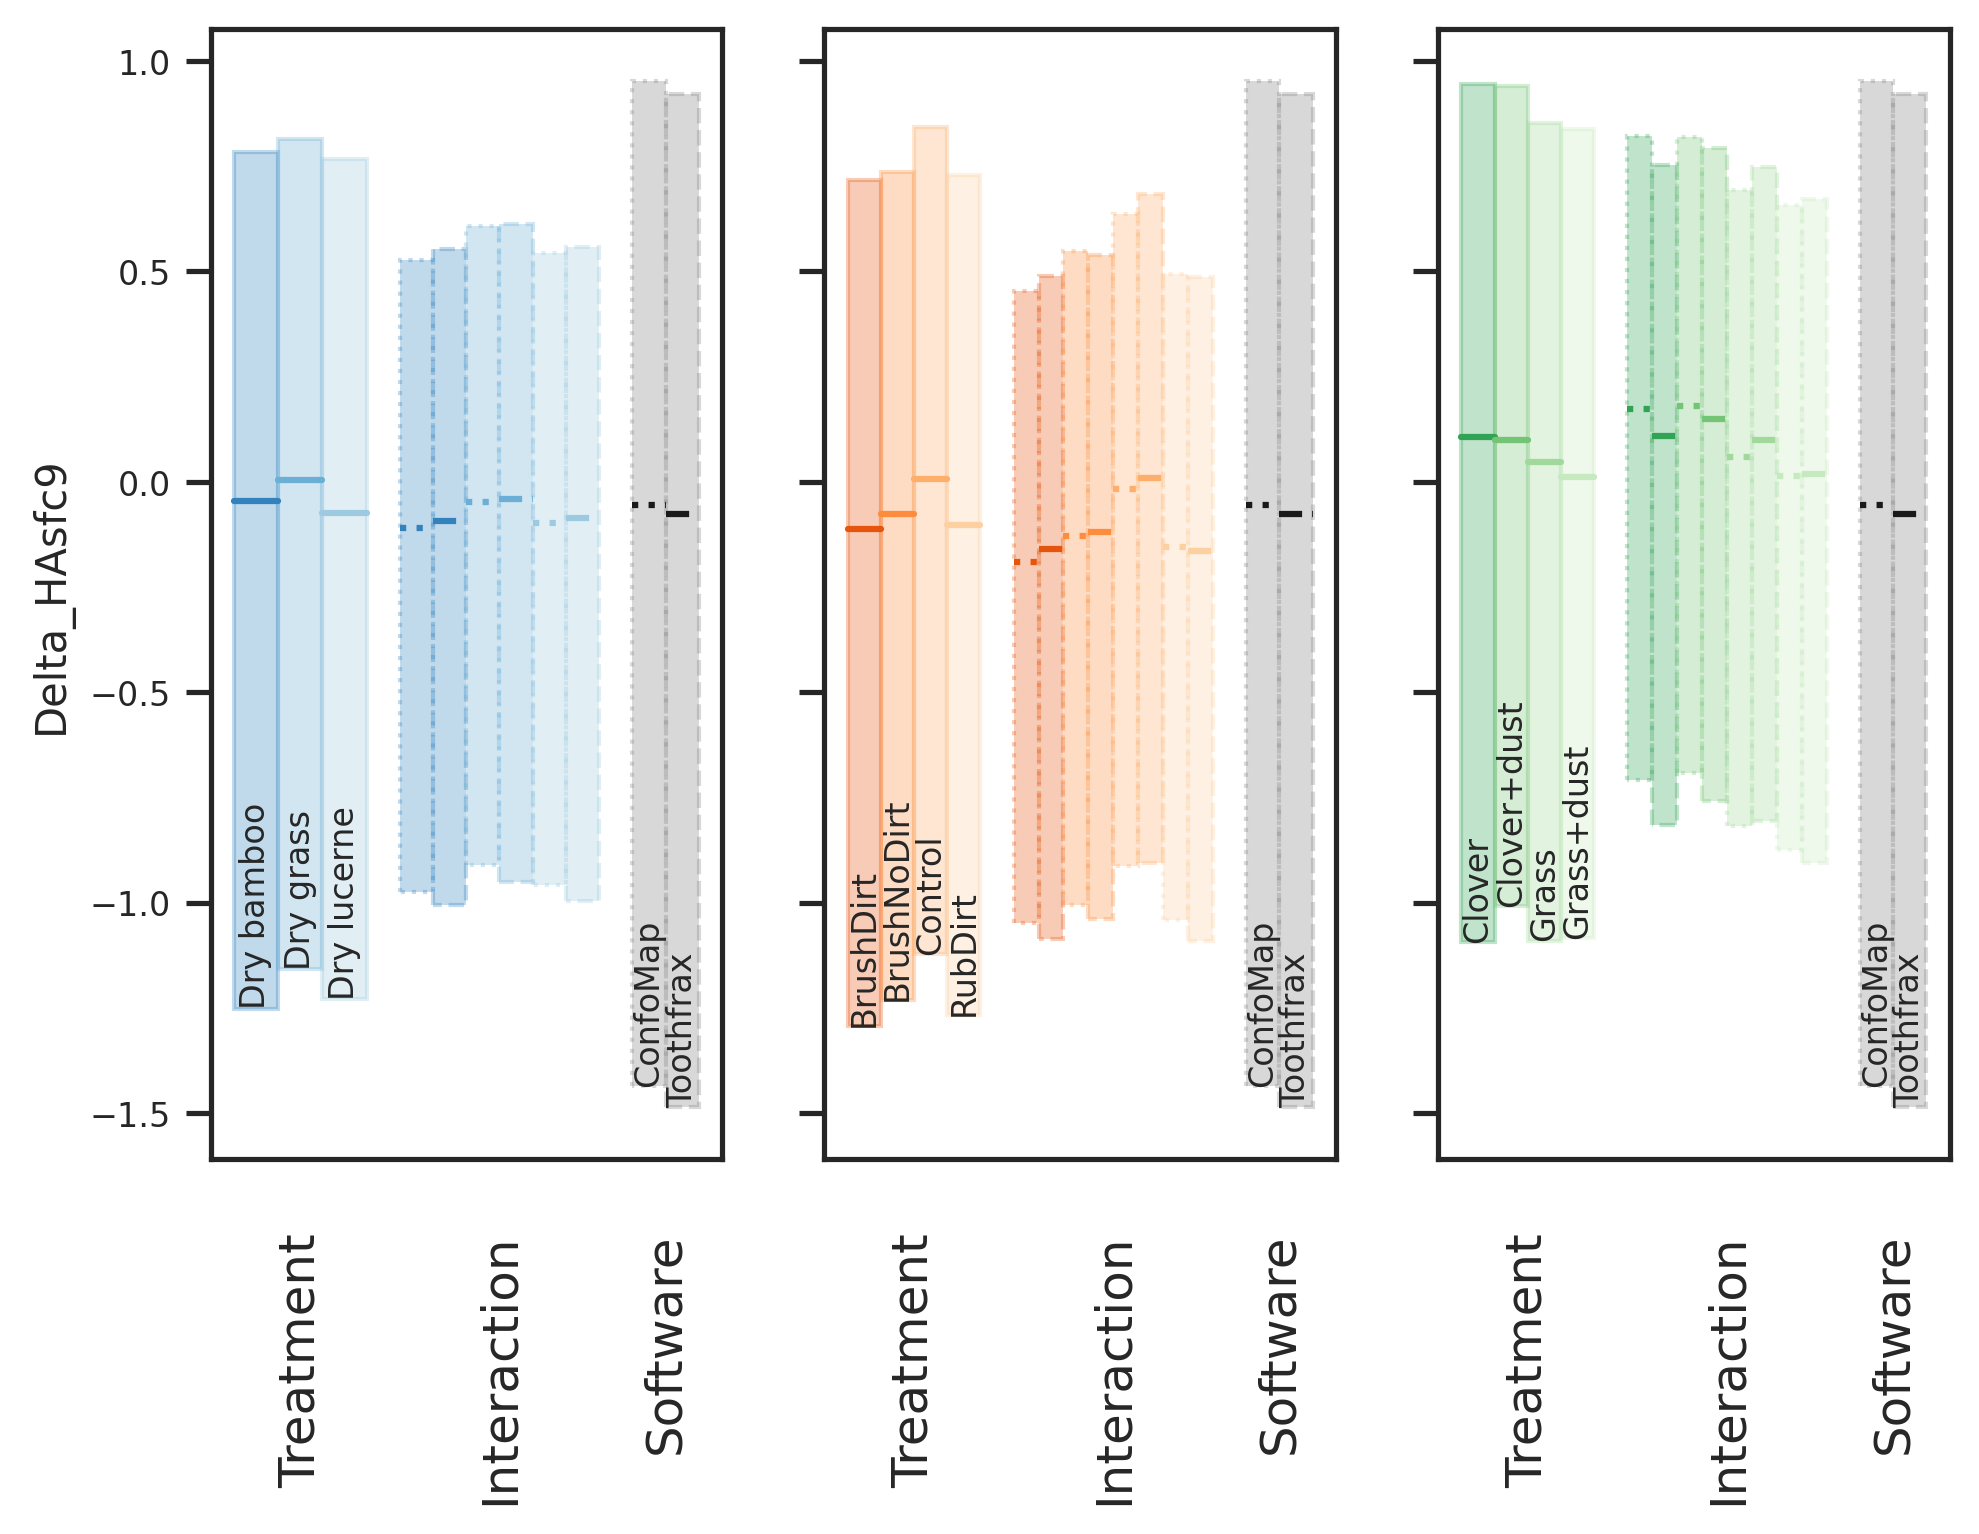 Delta_HAsfc9
1.0
0.5
0.0
−0.5
−1.0
−1.5
Dry bamboo
Dry grass
Dry lucerne
ConfoMap
Toothfrax
Treatment
Interaction
Software
BrushDirt
BrushNoDirt
Control
RubDirt
ConfoMap
Toothfrax
Treatment
Interaction
Software
Clover
Clover+dust
Grass
Grass+dust
ConfoMap
Toothfrax
Treatment
Interaction
Software